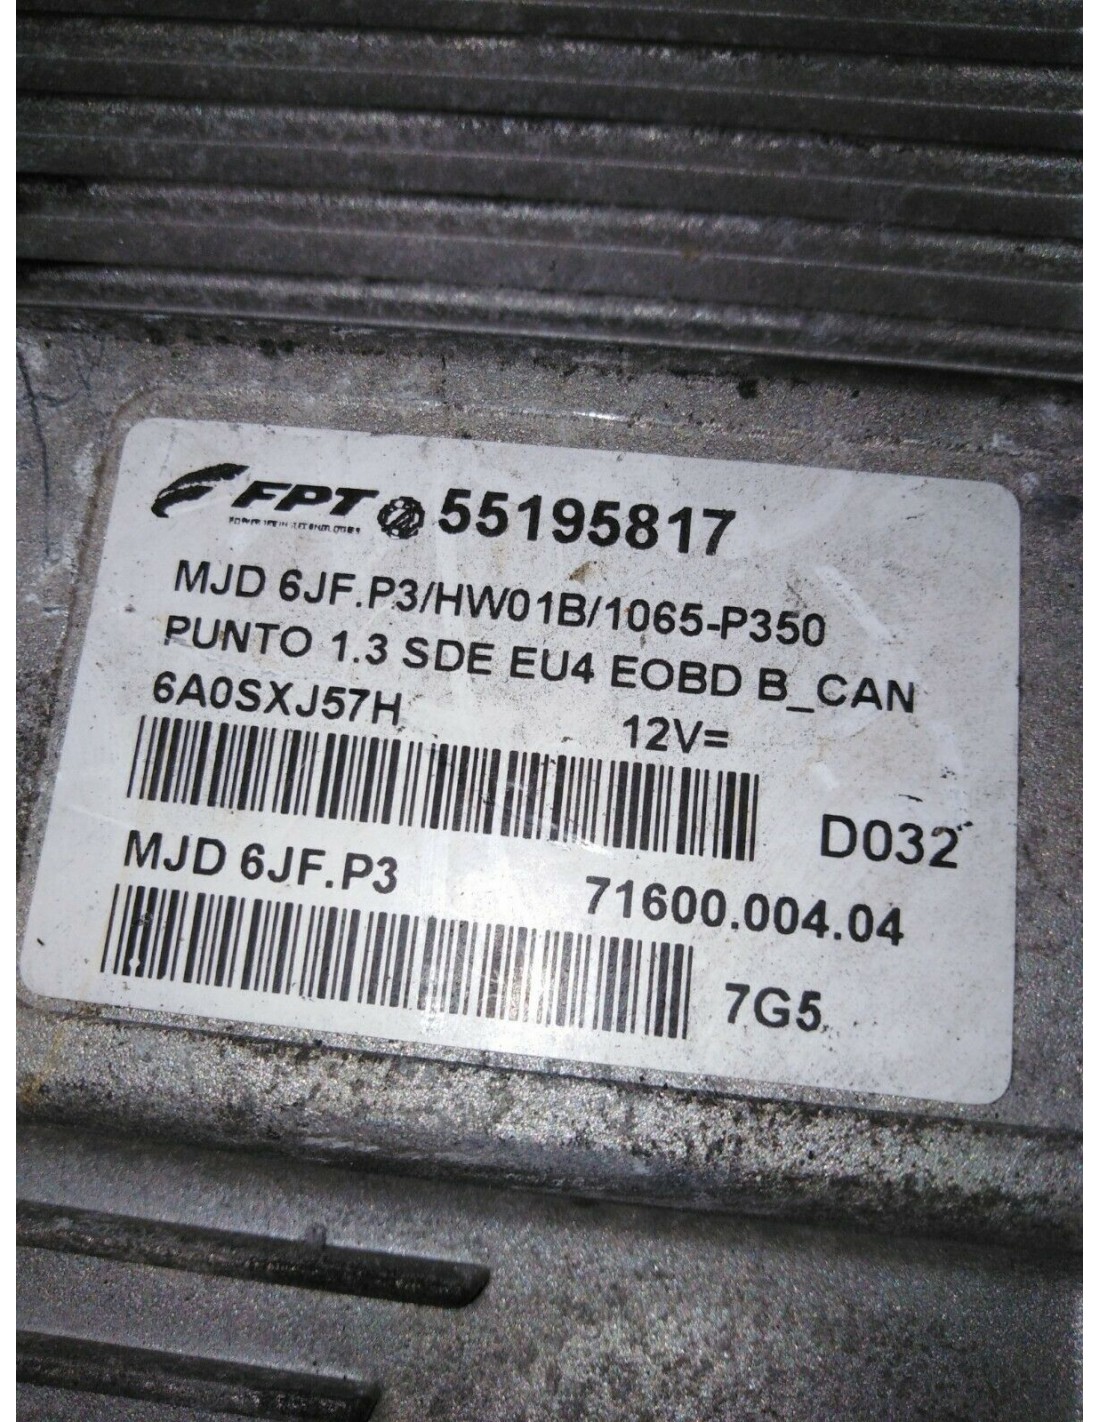 FPT 55195817
MJD 6JF.P3/HW01B/1065-P350
PUNTO 1.3 SDE EU4 EOBD B_CAN
6A0SXJ57H 12V=
D032
MJD 6JF.P3 71600.004.04
7G5